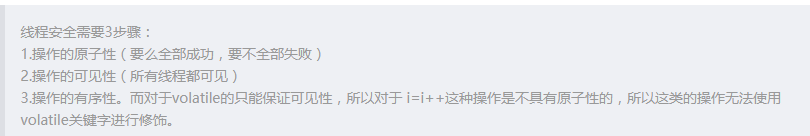 线程安全需要3步骤：
1.操作的原子性（要么全部成功，要不全部失败）
2.操作的可见性（所有线程都可见）
3.操作的有序性。而对于volatile的只能保证可见性，所以对于 i=i++这种操作是不具有原子性的，所以这类的操作无法使用
volatile关键字进行修饰。